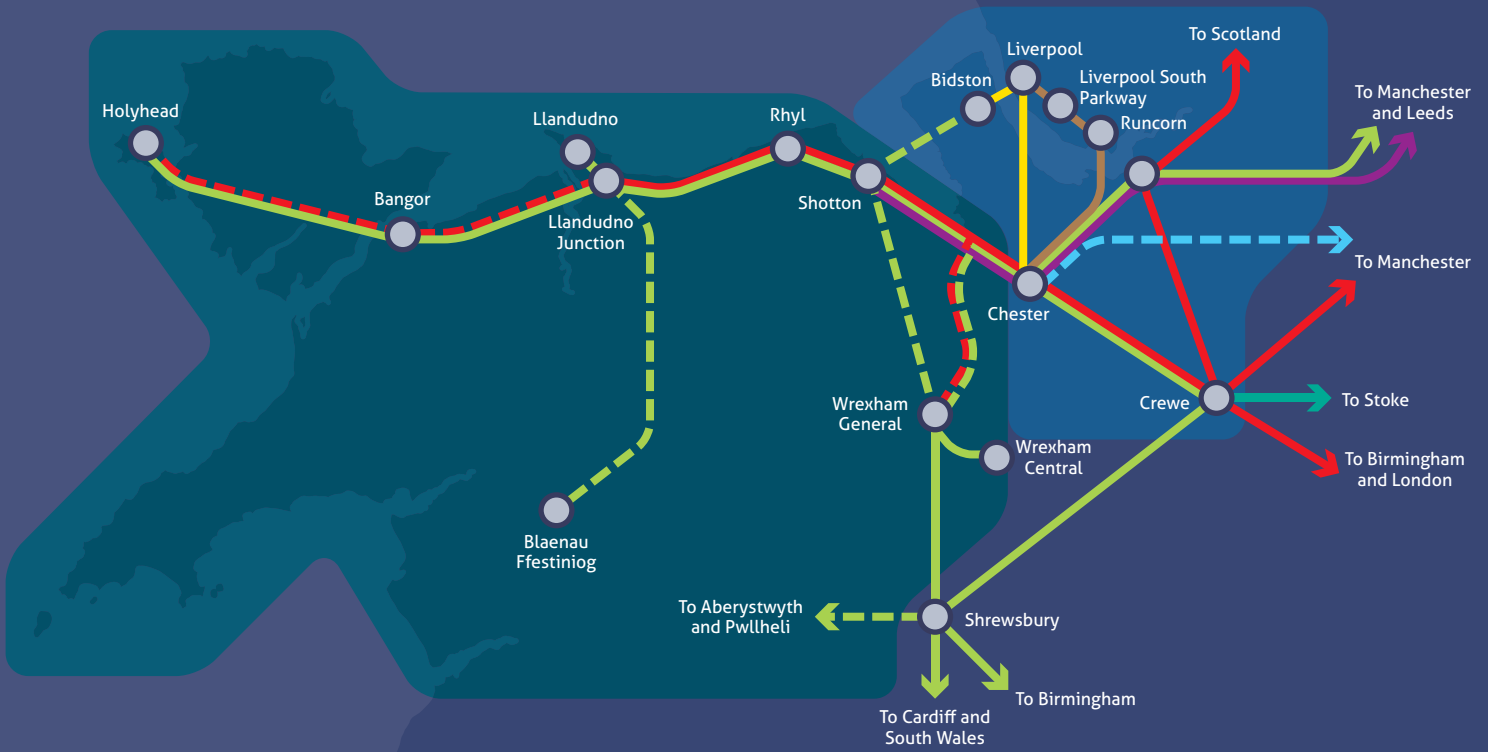 To Scotland
Liverpool
Bidston
Liverpool South
Parkway
To Manchester
and Leeds
Holyhead
Llandudno
Rhyl
Runcorn
Bangor
Shotton
Llandudno
Junction
To Manchester
Chester
Wrexham
General
Crewe
To Stoke
Wrexham
Central
To Birmingham
and London
Blaenau
Ffestiniog
To Aberystwyth
and Pwllheli
Shrewsbury
To Birmingham
To Cardiff and
South Wales